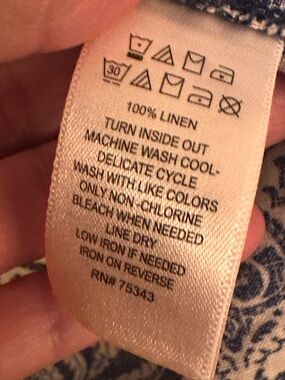 30
100% LINEN
TURN INSIDE OUT
MACHINE WASH COOL-
DELICATE CYCLE
WASH WITH LIKE COLORS
ONLY NON-CHLORINE
BLEACH WHEN NEEDED
LINE DRY
LOW IRON IF NEEDED
IRON ON REVERSE
RN# 75343